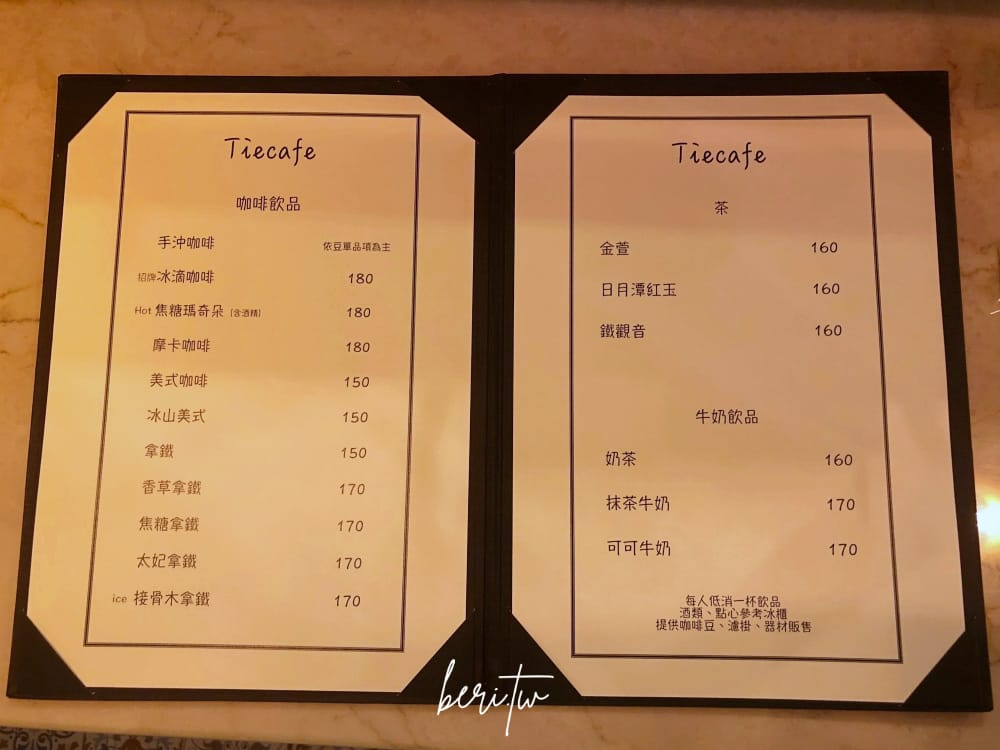 Tiecafe
咖啡飲品
手沖咖啡 依豆單品項為主
招牌冰滴咖啡 180
Hot 焦糖瑪奇朵 (含酒精) 180
摩卡咖啡 180
美式咖啡 150
冰山美式 150
拿鐵 150
香草拿鐵 170
焦糖拿鐵 170
太妃拿鐵 170
ice 接骨木拿鐵 170
Tiecafe
茶
金萱 160
日月潭紅玉 160
鐵觀音 160
牛奶飲品
奶茶 160
抹茶牛奶 170
可可牛奶 170
每人低消一杯飲品
酒類、點心參考冰櫃
提供咖啡豆、濾掛、器材販售
beri.tw